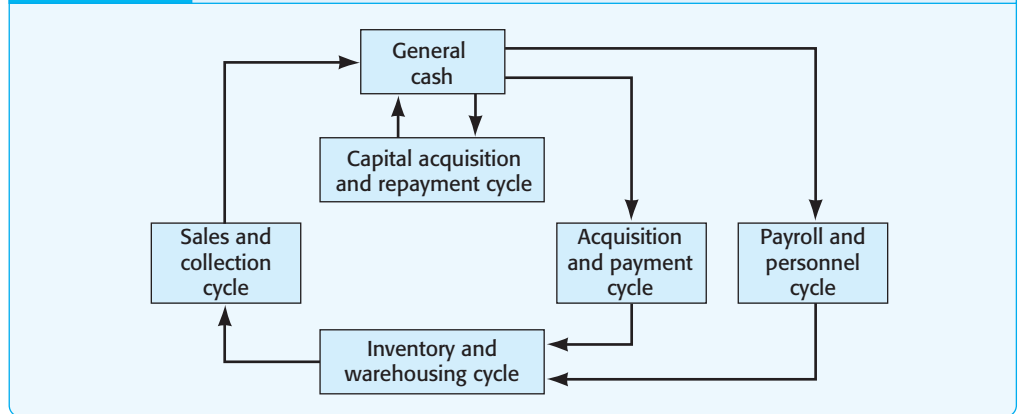 General
cash
Capital acquisition
and repayment cycle
Sales and
collection
cycle
Acquisition
and payment
cycle
Payroll and
personnel
cycle
Inventory and
warehousing cycle